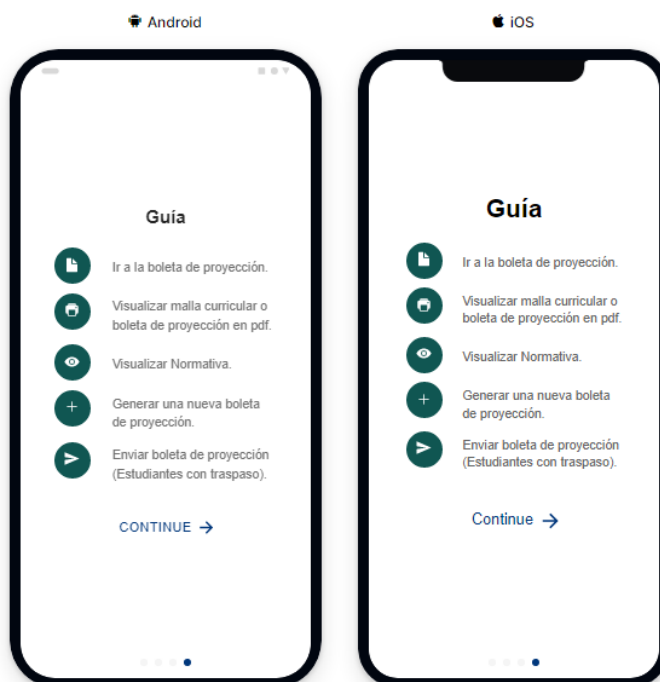 Android
Guía
Ir a la boleta de proyección.
Visualizar malla curricular o
boleta de proyección en pdf.
Visualizar Normativa.
Generar una nueva boleta
de proyección.
Enviar boleta de proyección
(Estudiantes con traspaso).
CONTINUE
iOS
Guía
Ir a la boleta de proyección.
Visualizar malla curricular o
boleta de proyección en pdf.
Visualizar Normativa.
Generar una nueva boleta
de proyección.
Enviar boleta de proyección
(Estudiantes con traspaso).
Continue